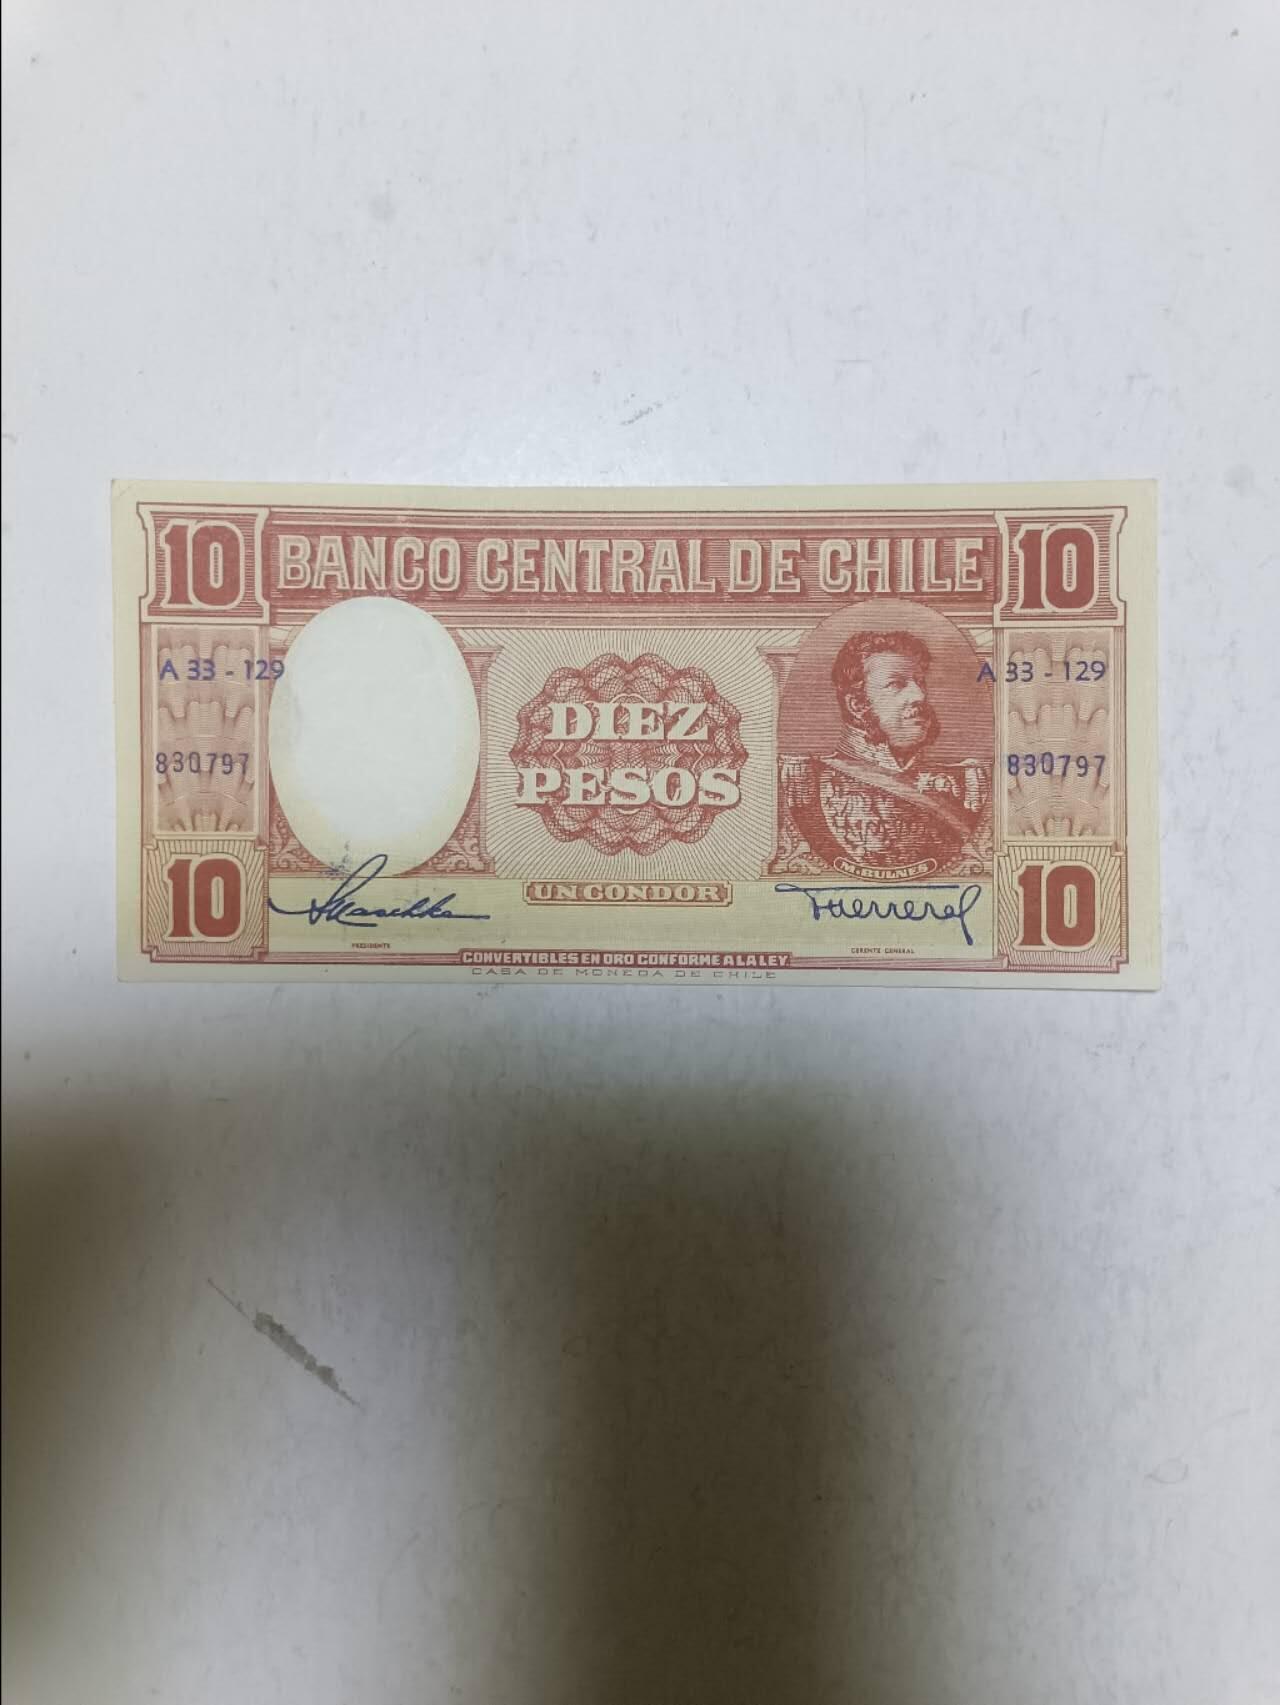 10 BANCO CENTRAL DE CHILE 10
A 33 - 129 A 33 - 129
DIEZ
PESOS
830797 830797
M. BULNES
10 UN CONDOR 10
PRESIDENTE GERENTE GENERAL
CONVERTIBLES EN ORO CONFORME A LA LEY
CASA DE MONEDA DE CHILE